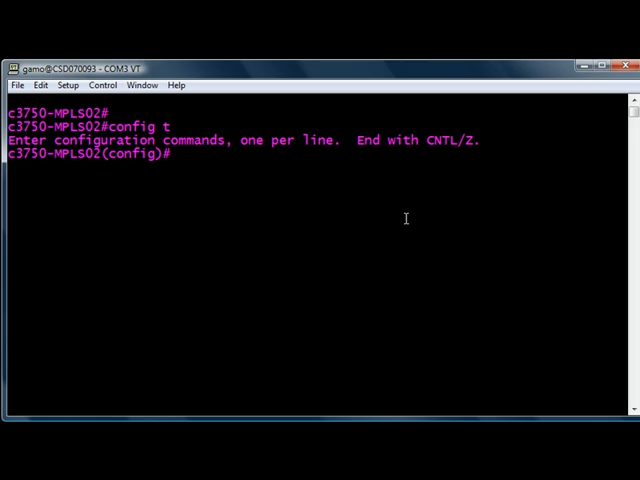 gamo@CSD070093 - COM3 VT
File Edit Setup Control Window Help
c3750-MPLS02#
c3750-MPLS02#config t
Enter configuration commands, one per line.  End with CNTL/Z.
c3750-MPLS02(config)#